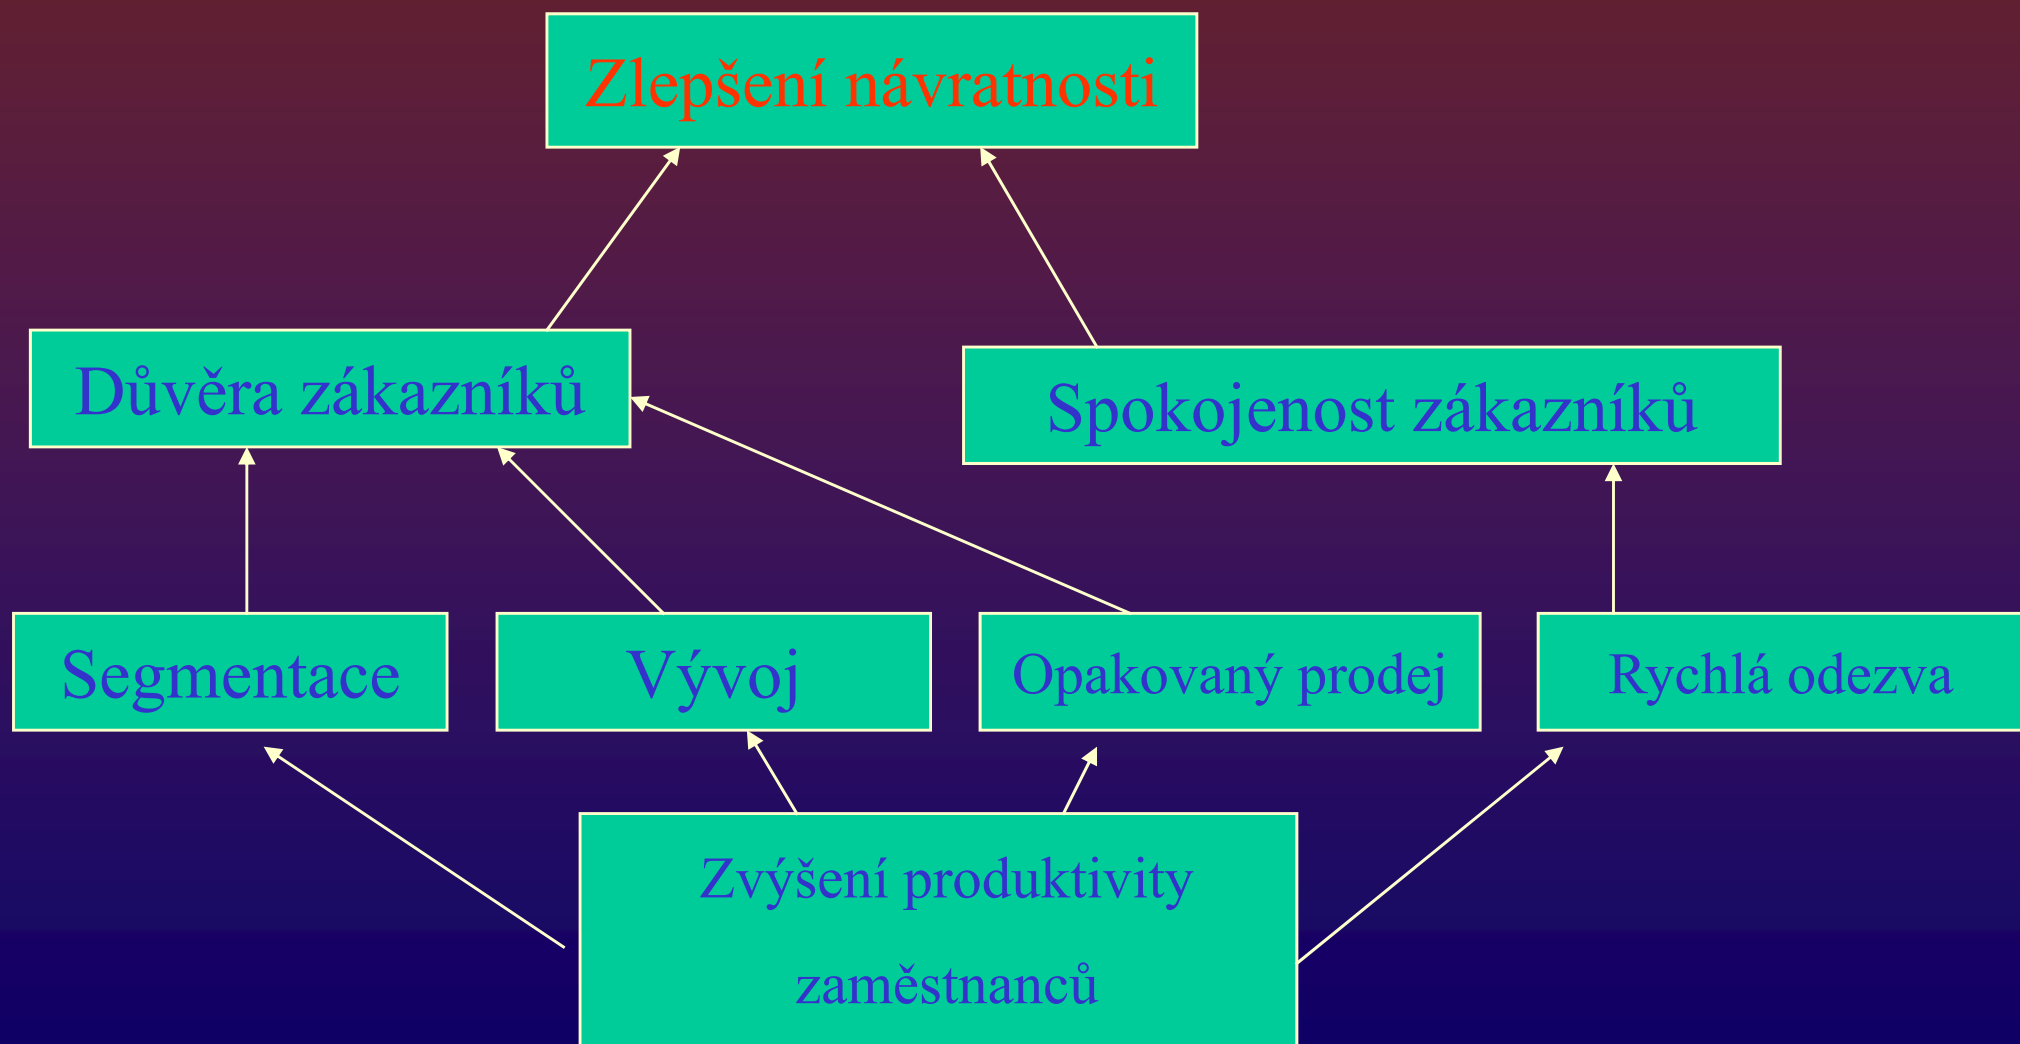 Zlepšení návratnosti
Důvěra zákazníků
Spokojenost zákazníků
Segmentace
Vývoj
Opakovaný prodej
Rychlá odezva
Zvýšení produktivity
zaměstnanců